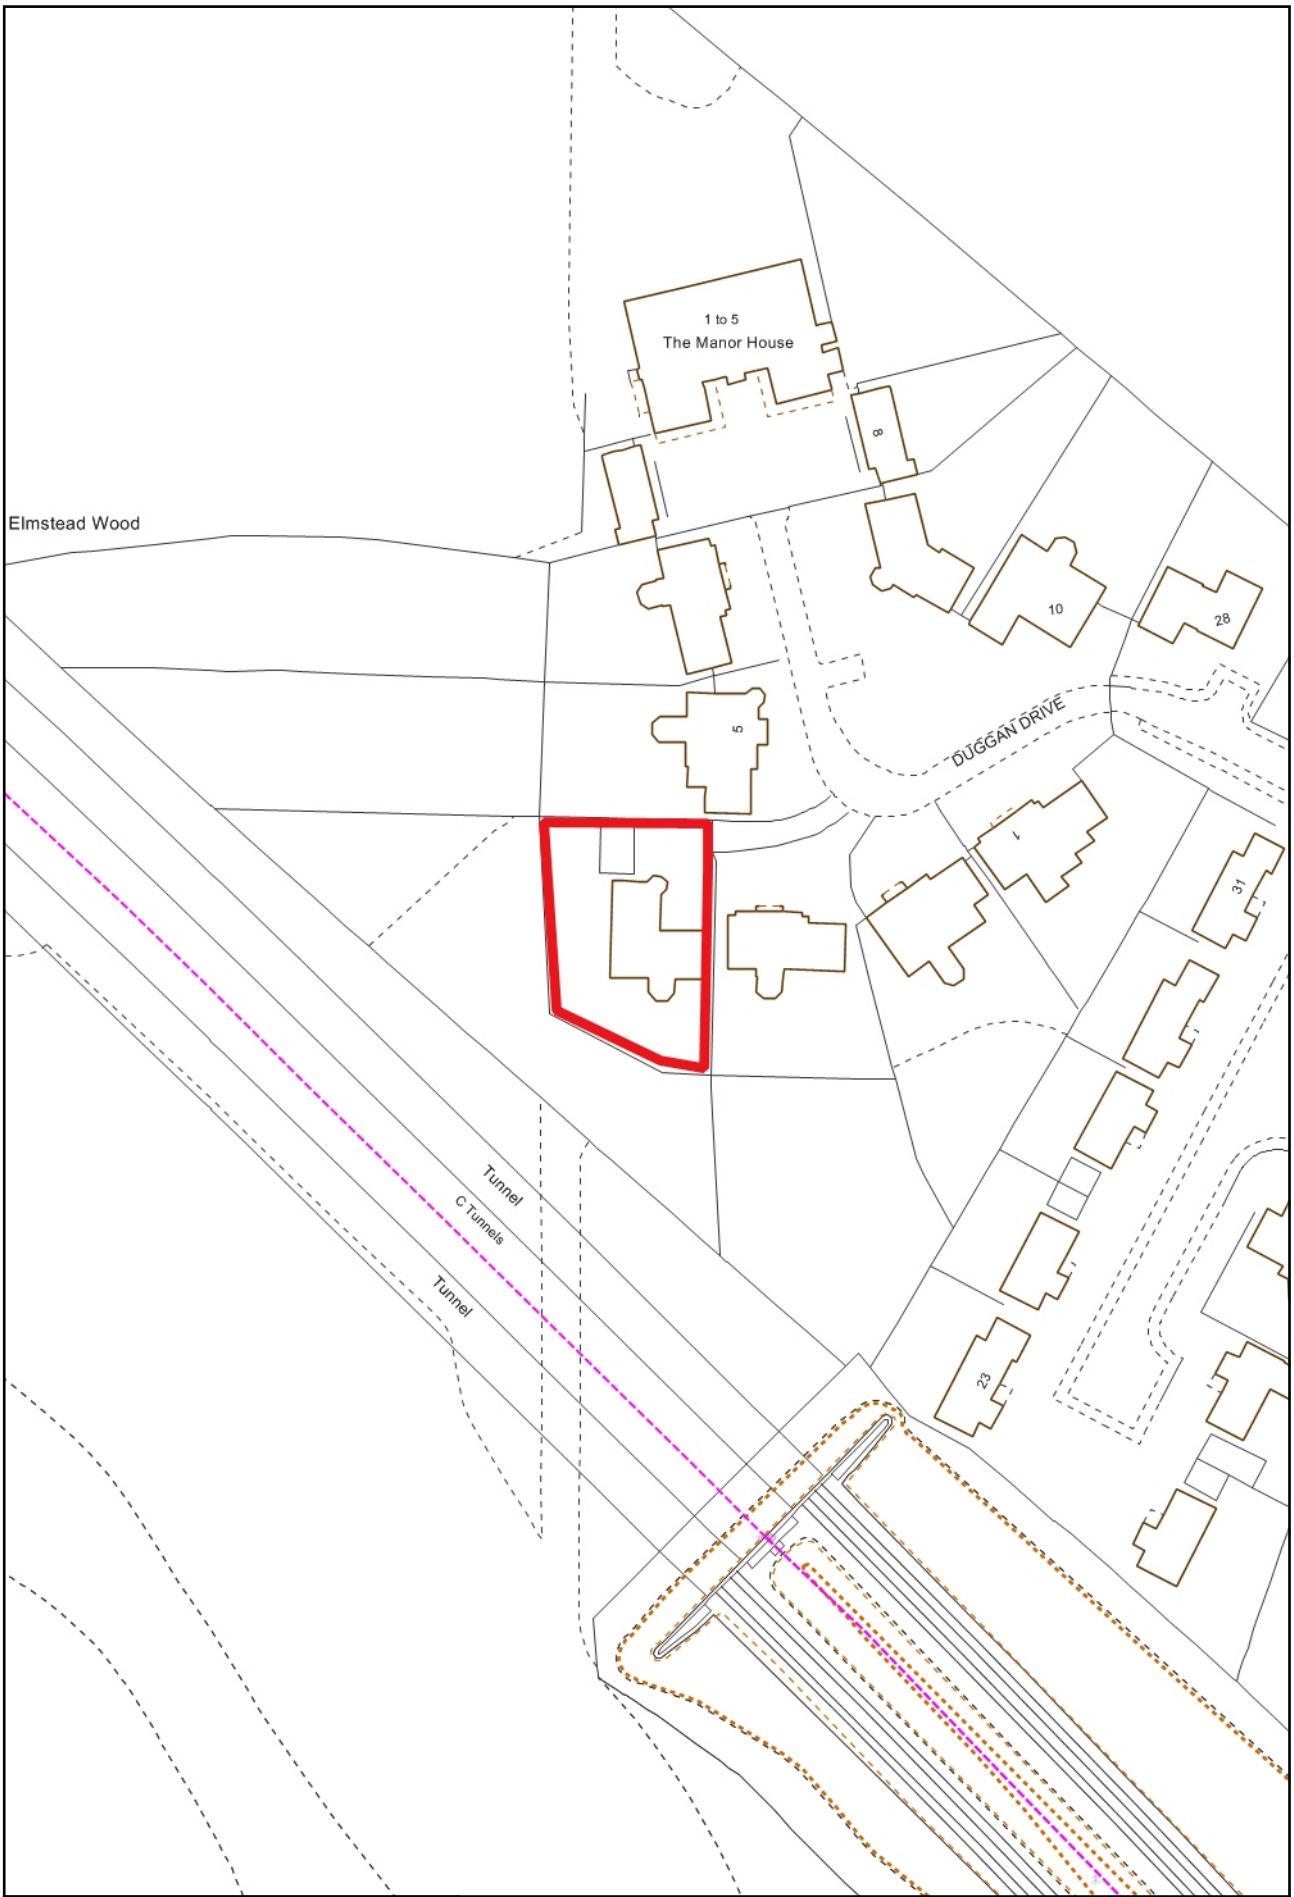 1 to 5
The Manor House
8
Elmstead Wood
10
28
5
DUGGAN DRIVE
1
31
Tunnel
C Tunnels
Tunnel
23